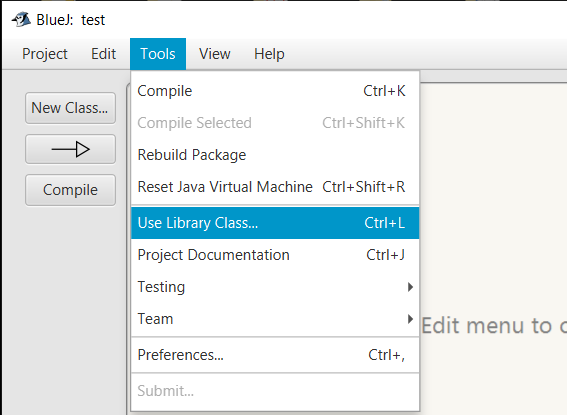 BlueJ: test
Project Edit Tools View Help
New Class...
Compile
Compile Ctrl+K
Compile Selected Ctrl+Shift+K
Rebuild Package
Reset Java Virtual Machine Ctrl+Shift+R
Use Library Class... Ctrl+L
Project Documentation Ctrl+J
Testing
Team
Preferences... Ctrl+,
Submit...
Edit menu to